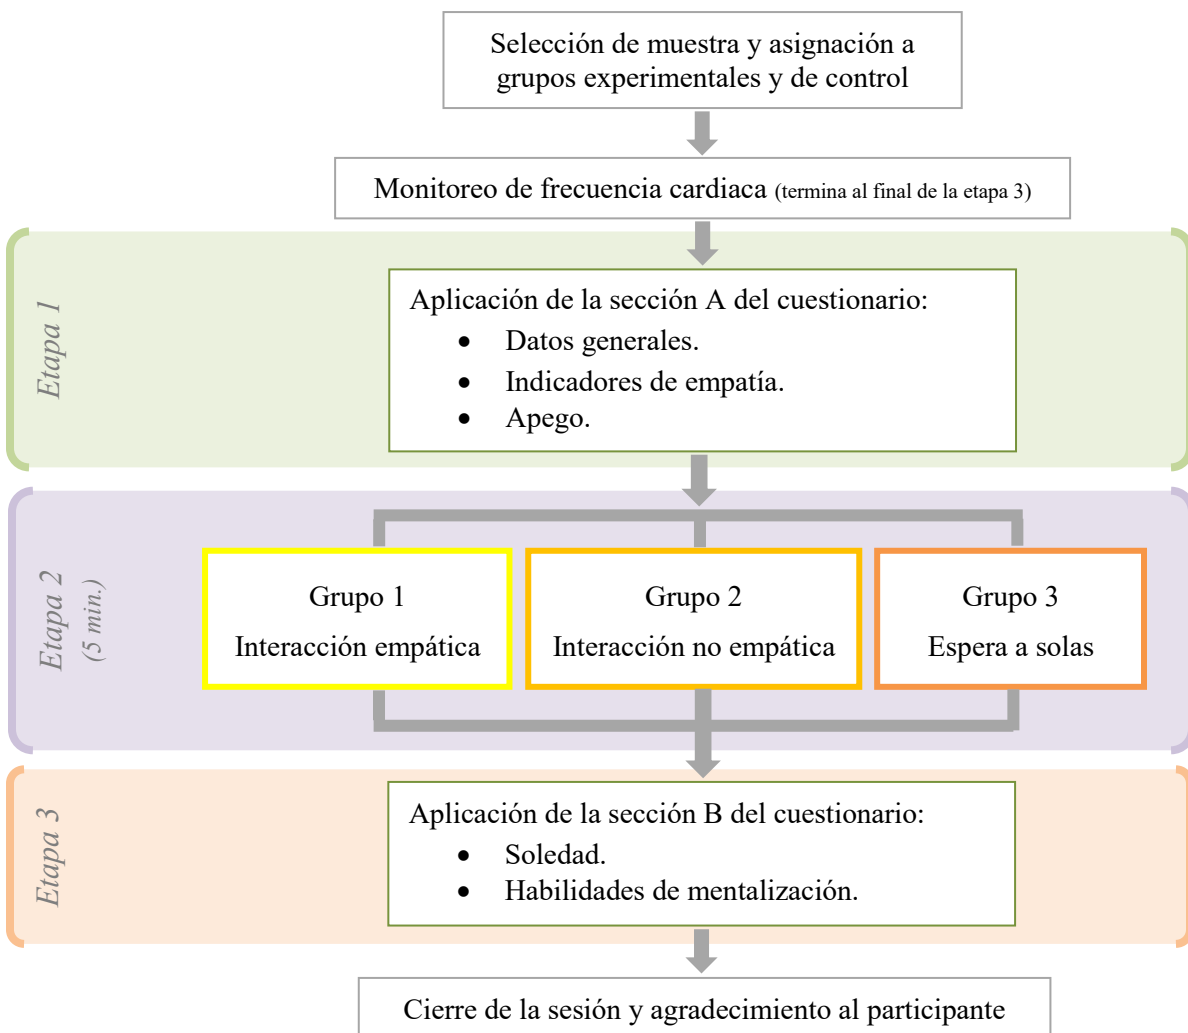 Selección de muestra y asignación a
grupos experimentales y de control
Monitoreo de frecuencia cardiaca (termina al final de la etapa 3)
Etapa 1
Aplicación de la sección A del cuestionario:
• Datos generales.
• Indicadores de empatía.
• Apego.
Etapa 2
(5 min.)
Grupo 1
Interacción empática
Grupo 2
Interacción no empática
Grupo 3
Espera a solas
Etapa 3
Aplicación de la sección B del cuestionario:
• Soledad.
• Habilidades de mentalización.
Cierre de la sesión y agradecimiento al participante